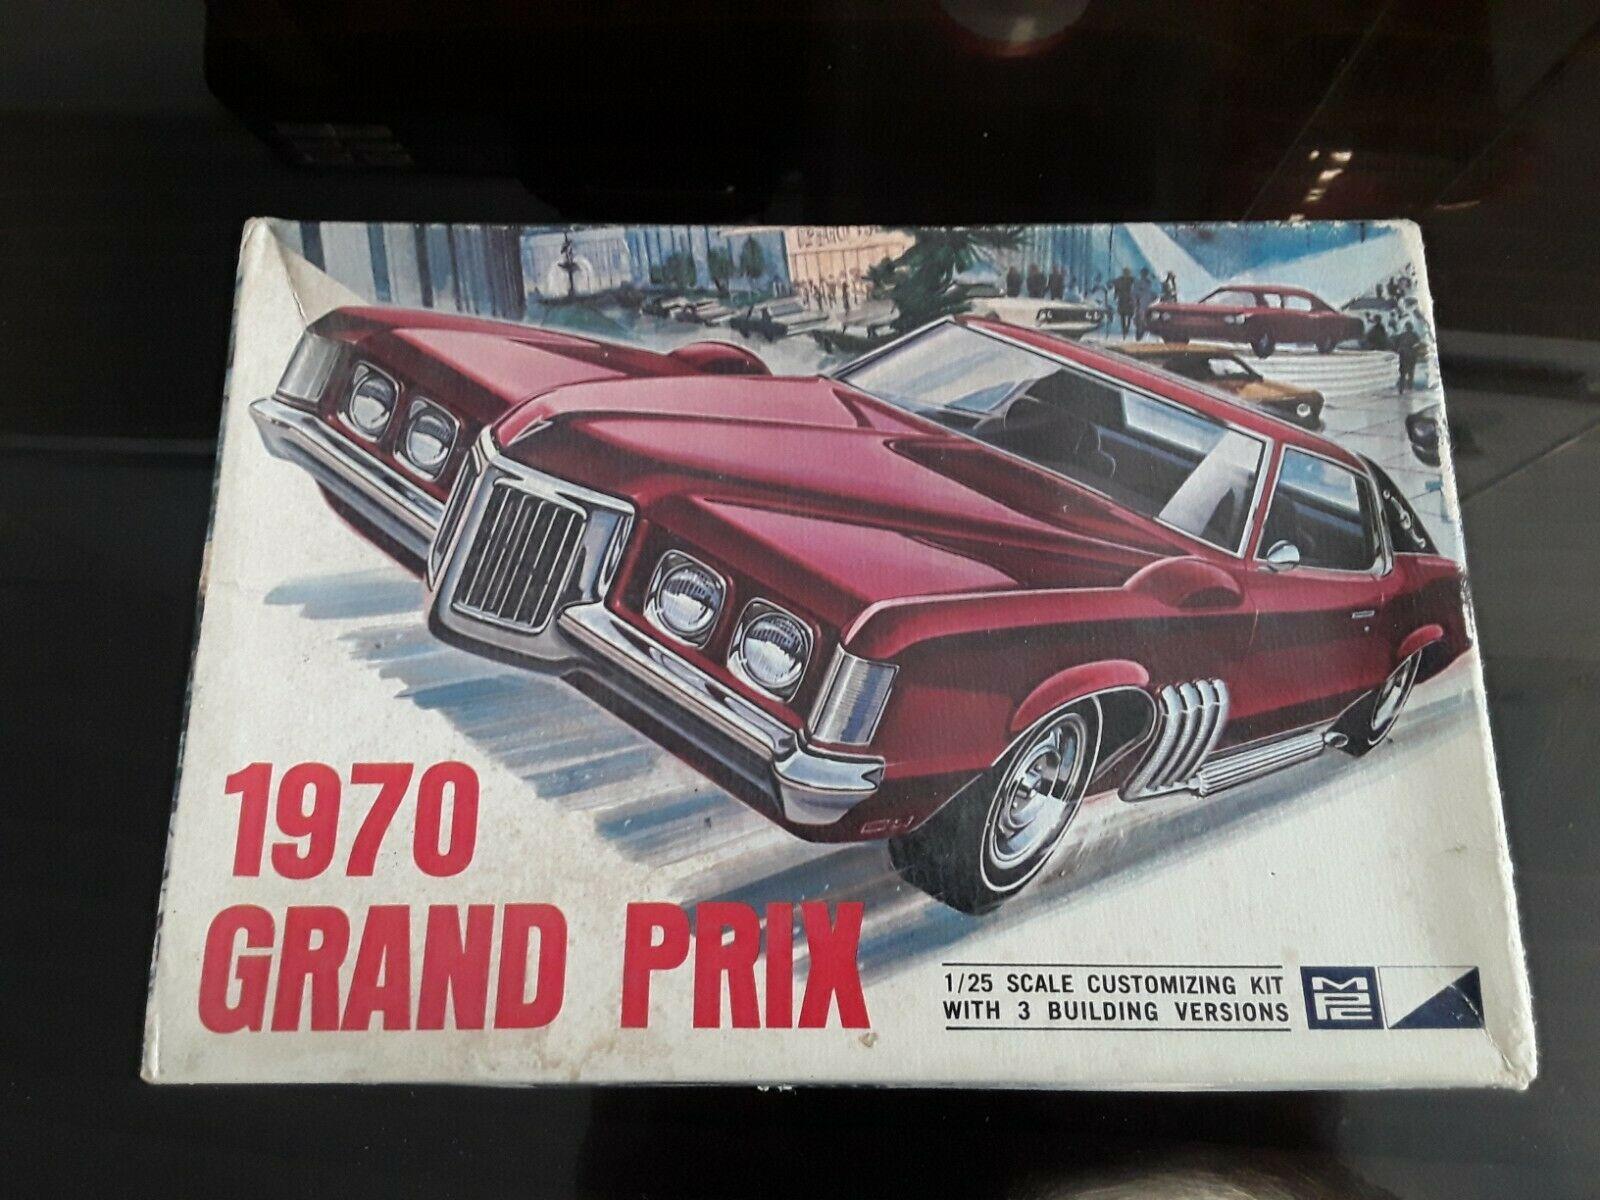 1970
GRAND PRIX
1/25 SCALE CUSTOMIZING KIT
WITH 3 BUILDING VERSIONS
MPC